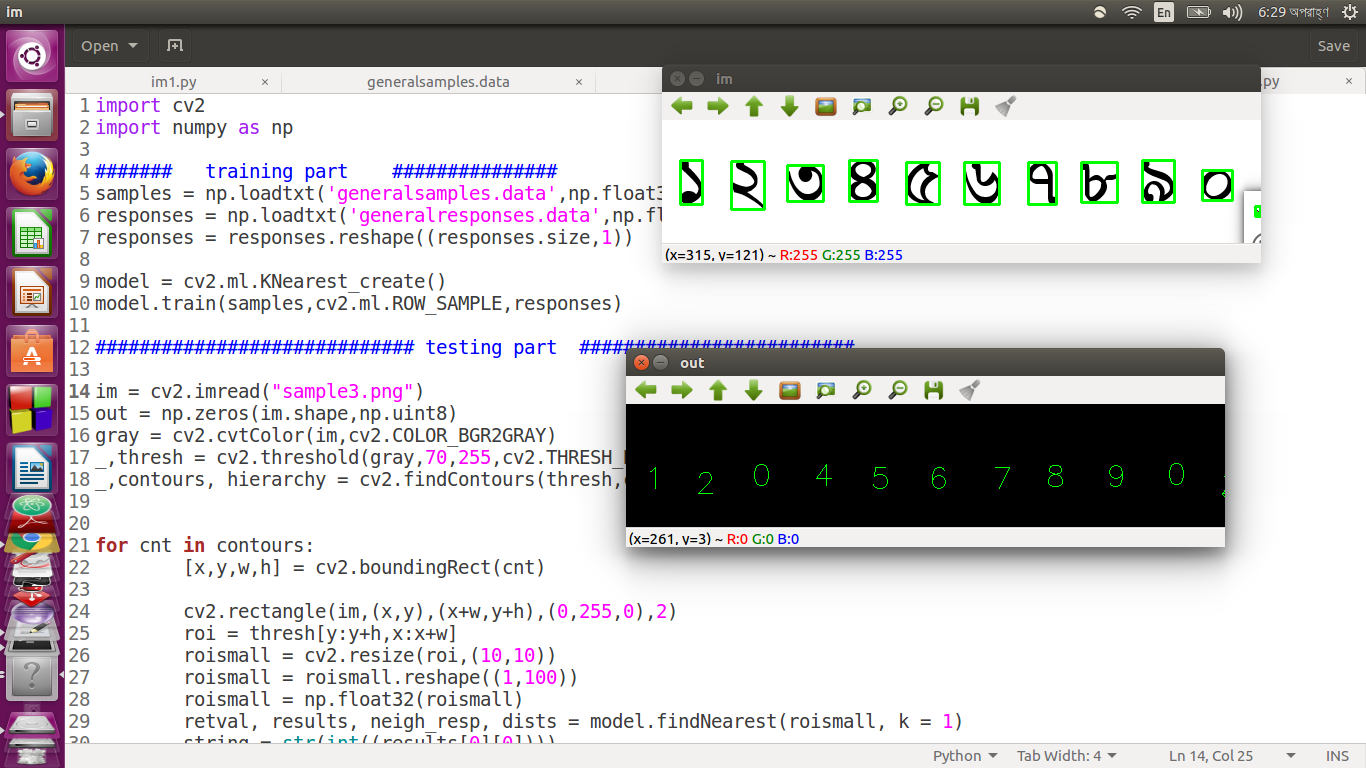 im
En
6:29 অপরাহ্ণ
Open
Save
im1.py
generalsamples.data
.py
1 import cv2
2 import numpy as np
3
4 ####### training part ###############
5 samples = np.loadtxt('generalsamples.data',np.float3
6 responses = np.loadtxt('generalresponses.data',np.fl
7 responses = responses.reshape((responses.size,1))
8
9 model = cv2.ml.KNearest_create()
10 model.train(samples,cv2.ml.ROW_SAMPLE,responses)
11
12 ############################# testing part #########################
13
14 im = cv2.imread("sample3.png")
15 out = np.zeros(im.shape,np.uint8)
16 gray = cv2.cvtColor(im,cv2.COLOR_BGR2GRAY)
17 _,thresh = cv2.threshold(gray,70,255,cv2.THRESH_
18 _,contours, hierarchy = cv2.findContours(thresh,
19
20
21 for cnt in contours:
22 [x,y,w,h] = cv2.boundingRect(cnt)
23
24 cv2.rectangle(im,(x,y),(x+w,y+h),(0,255,0),2)
25 roi = thresh[y:y+h,x:x+w]
26 roismall = cv2.resize(roi,(10,10))
27 roismall = roismall.reshape((1,100))
28 roismall = np.float32(roismall)
29 retval, results, neigh_resp, dists = model.findNearest(roismall, k = 1)
30 string = str(int((results[0][0])))
im
১ ২ ৩ ৪ ৫ ৬ ৭ ৮ ৯ ০
(x=315, y=121) ~ R:255 G:255 B:255
out
1 2 0 4 5 6 7 8 9 0
(x=261, y=3) ~ R:0 G:0 B:0
Python
Tab Width: 4
Ln 14, Col 25
INS